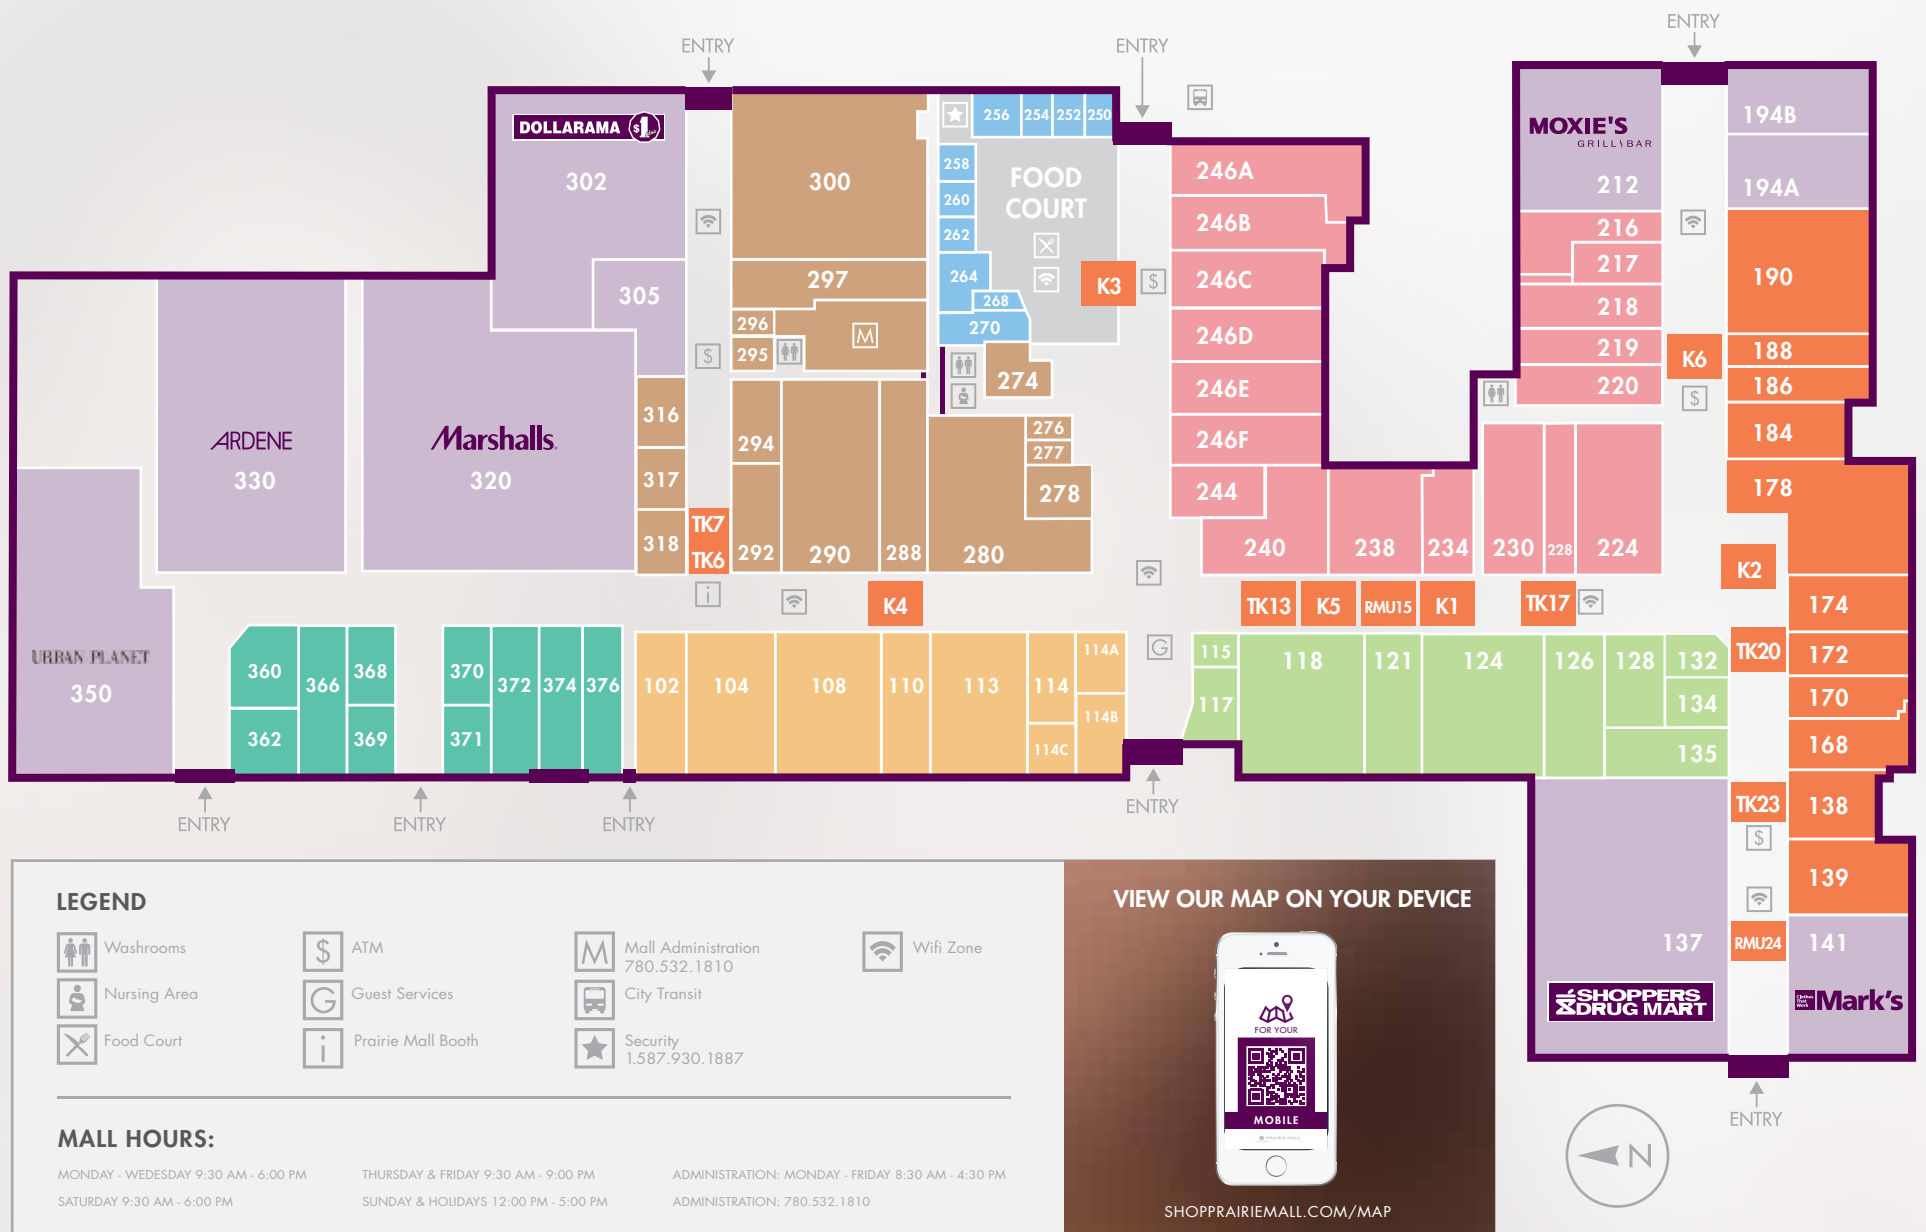 ENTRY
ENTRY
ENTRY
DOLLARAMA $1
302
305
300
297
296
295
M
256
254
252
250
258
260
262
264
268
270
FOOD
COURT
K3
$
274
246A
246B
246C
246D
246E
246F
244
240
238
234
MOXIE'S
GRILL\BAR
212
216
217
218
219
220
194B
194A
190
188
186
184
178
K6
$
230
228
224
K2
ARDENE
330
Marshalls
320
$
316
317
318
TK7
TK6
i
294
292
290
288
280
276
277
278
K4
TK13
K5
RMU15
K1
TK17
TK20
174
172
170
168
URBAN PLANET
350
360
362
366
368
369
370
371
372
374
376
102
104
108
110
113
114
114A
114B
114C
G
115
117
118
121
124
126
128
132
134
135
TK23
$
138
139
137
RMU24
141
SHOPPERS
DRUG MART
Clothes
That
Work
Mark's
ENTRY
ENTRY
ENTRY
ENTRY
ENTRY
N
LEGEND
Washrooms
$ ATM
M Mall Administration
780.532.1810
Wifi Zone
Nursing Area
G Guest Services
City Transit
Food Court
i Prairie Mall Booth
Security
1.587.930.1887
MALL HOURS:
MONDAY - WEDESDAY 9:30 AM - 6:00 PM
THURSDAY & FRIDAY 9:30 AM - 9:00 PM
ADMINISTRATION: MONDAY - FRIDAY 8:30 AM - 4:30 PM
SATURDAY 9:30 AM - 6:00 PM
SUNDAY & HOLIDAYS 12:00 PM - 5:00 PM
ADMINISTRATION: 780.532.1810
VIEW OUR MAP ON YOUR DEVICE
FOR YOUR
MOBILE
PRAIRIE MALL
SHOPPRAIRIEMALL.COM/MAP